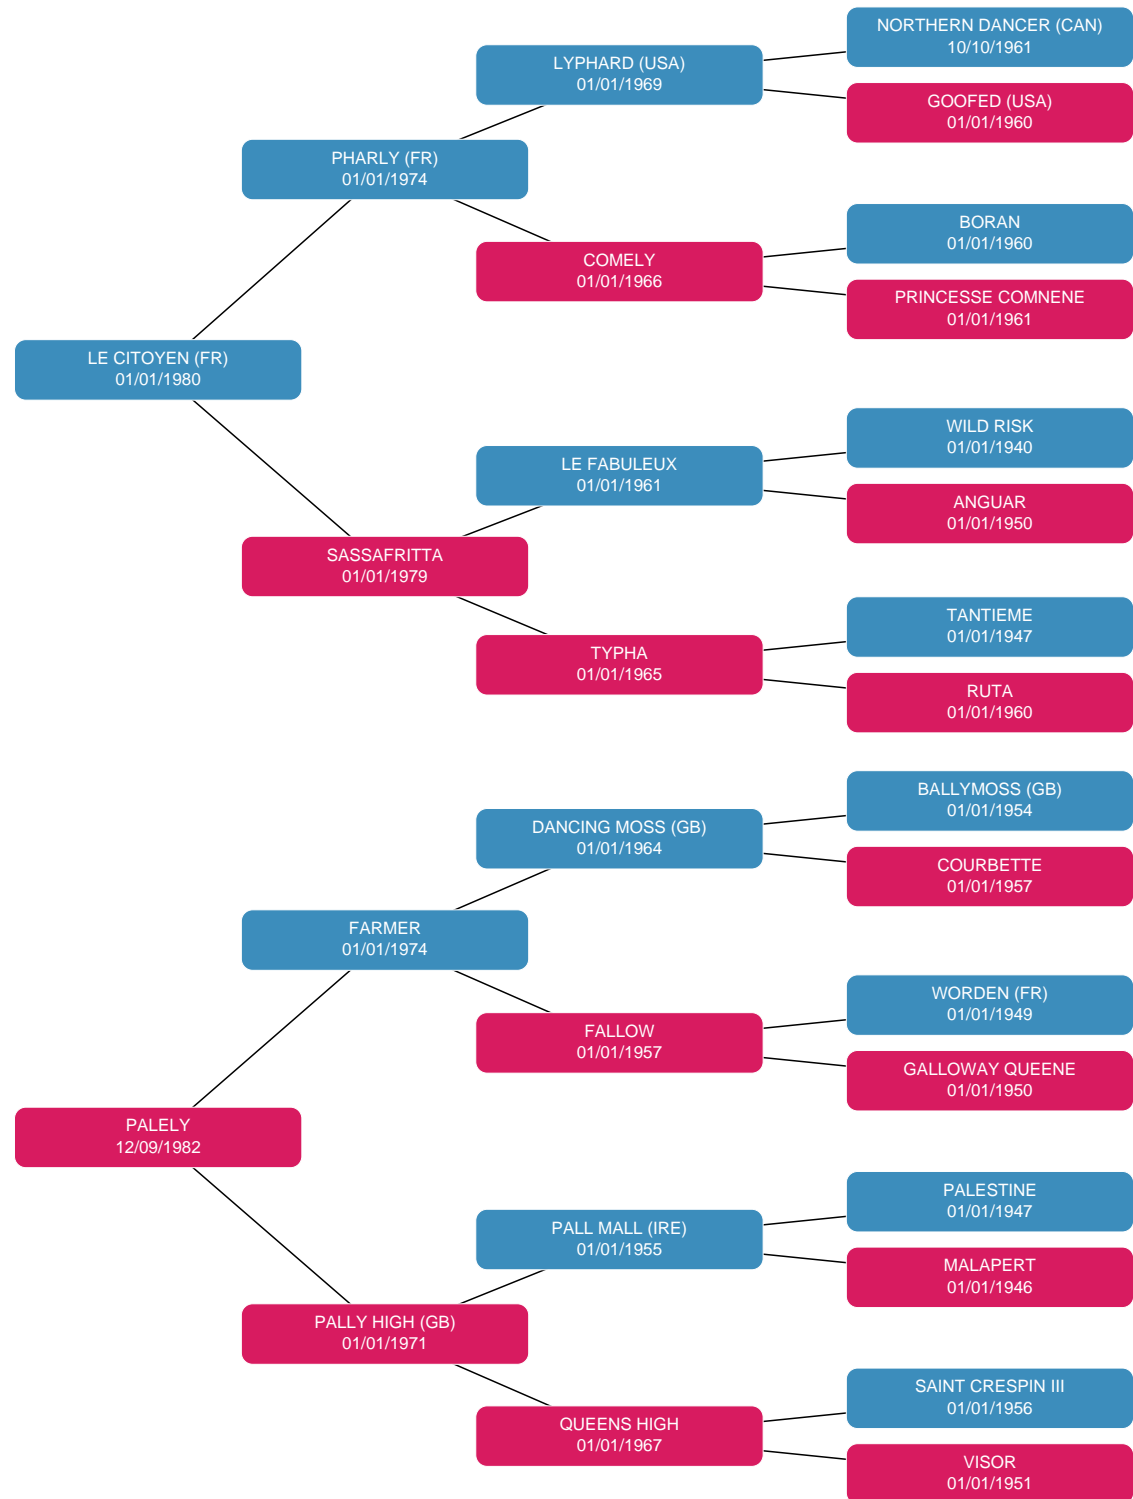 NORTHERN DANCER (CAN)
10/10/1961
LYPHARD (USA)
01/01/1969
GOOFED (USA)
01/01/1960
PHARLY (FR)
01/01/1974
BORAN
01/01/1960
COMELY
01/01/1966
PRINCESSE COMNENE
01/01/1961
LE CITOYEN (FR)
01/01/1980
WILD RISK
01/01/1940
LE FABULEUX
01/01/1961
ANGUAR
01/01/1950
SASSAFRITTA
01/01/1979
TANTIEME
01/01/1947
TYPHA
01/01/1965
RUTA
01/01/1960
BALLYMOSS (GB)
01/01/1954
DANCING MOSS (GB)
01/01/1964
COURBETTE
01/01/1957
FARMER
01/01/1974
WORDEN (FR)
01/01/1949
FALLOW
01/01/1957
GALLOWAY QUEENE
01/01/1950
PALELY
12/09/1982
PALESTINE
01/01/1947
PALL MALL (IRE)
01/01/1955
MALAPERT
01/01/1946
PALLY HIGH (GB)
01/01/1971
SAINT CRESPIN III
01/01/1956
QUEENS HIGH
01/01/1967
VISOR
01/01/1951